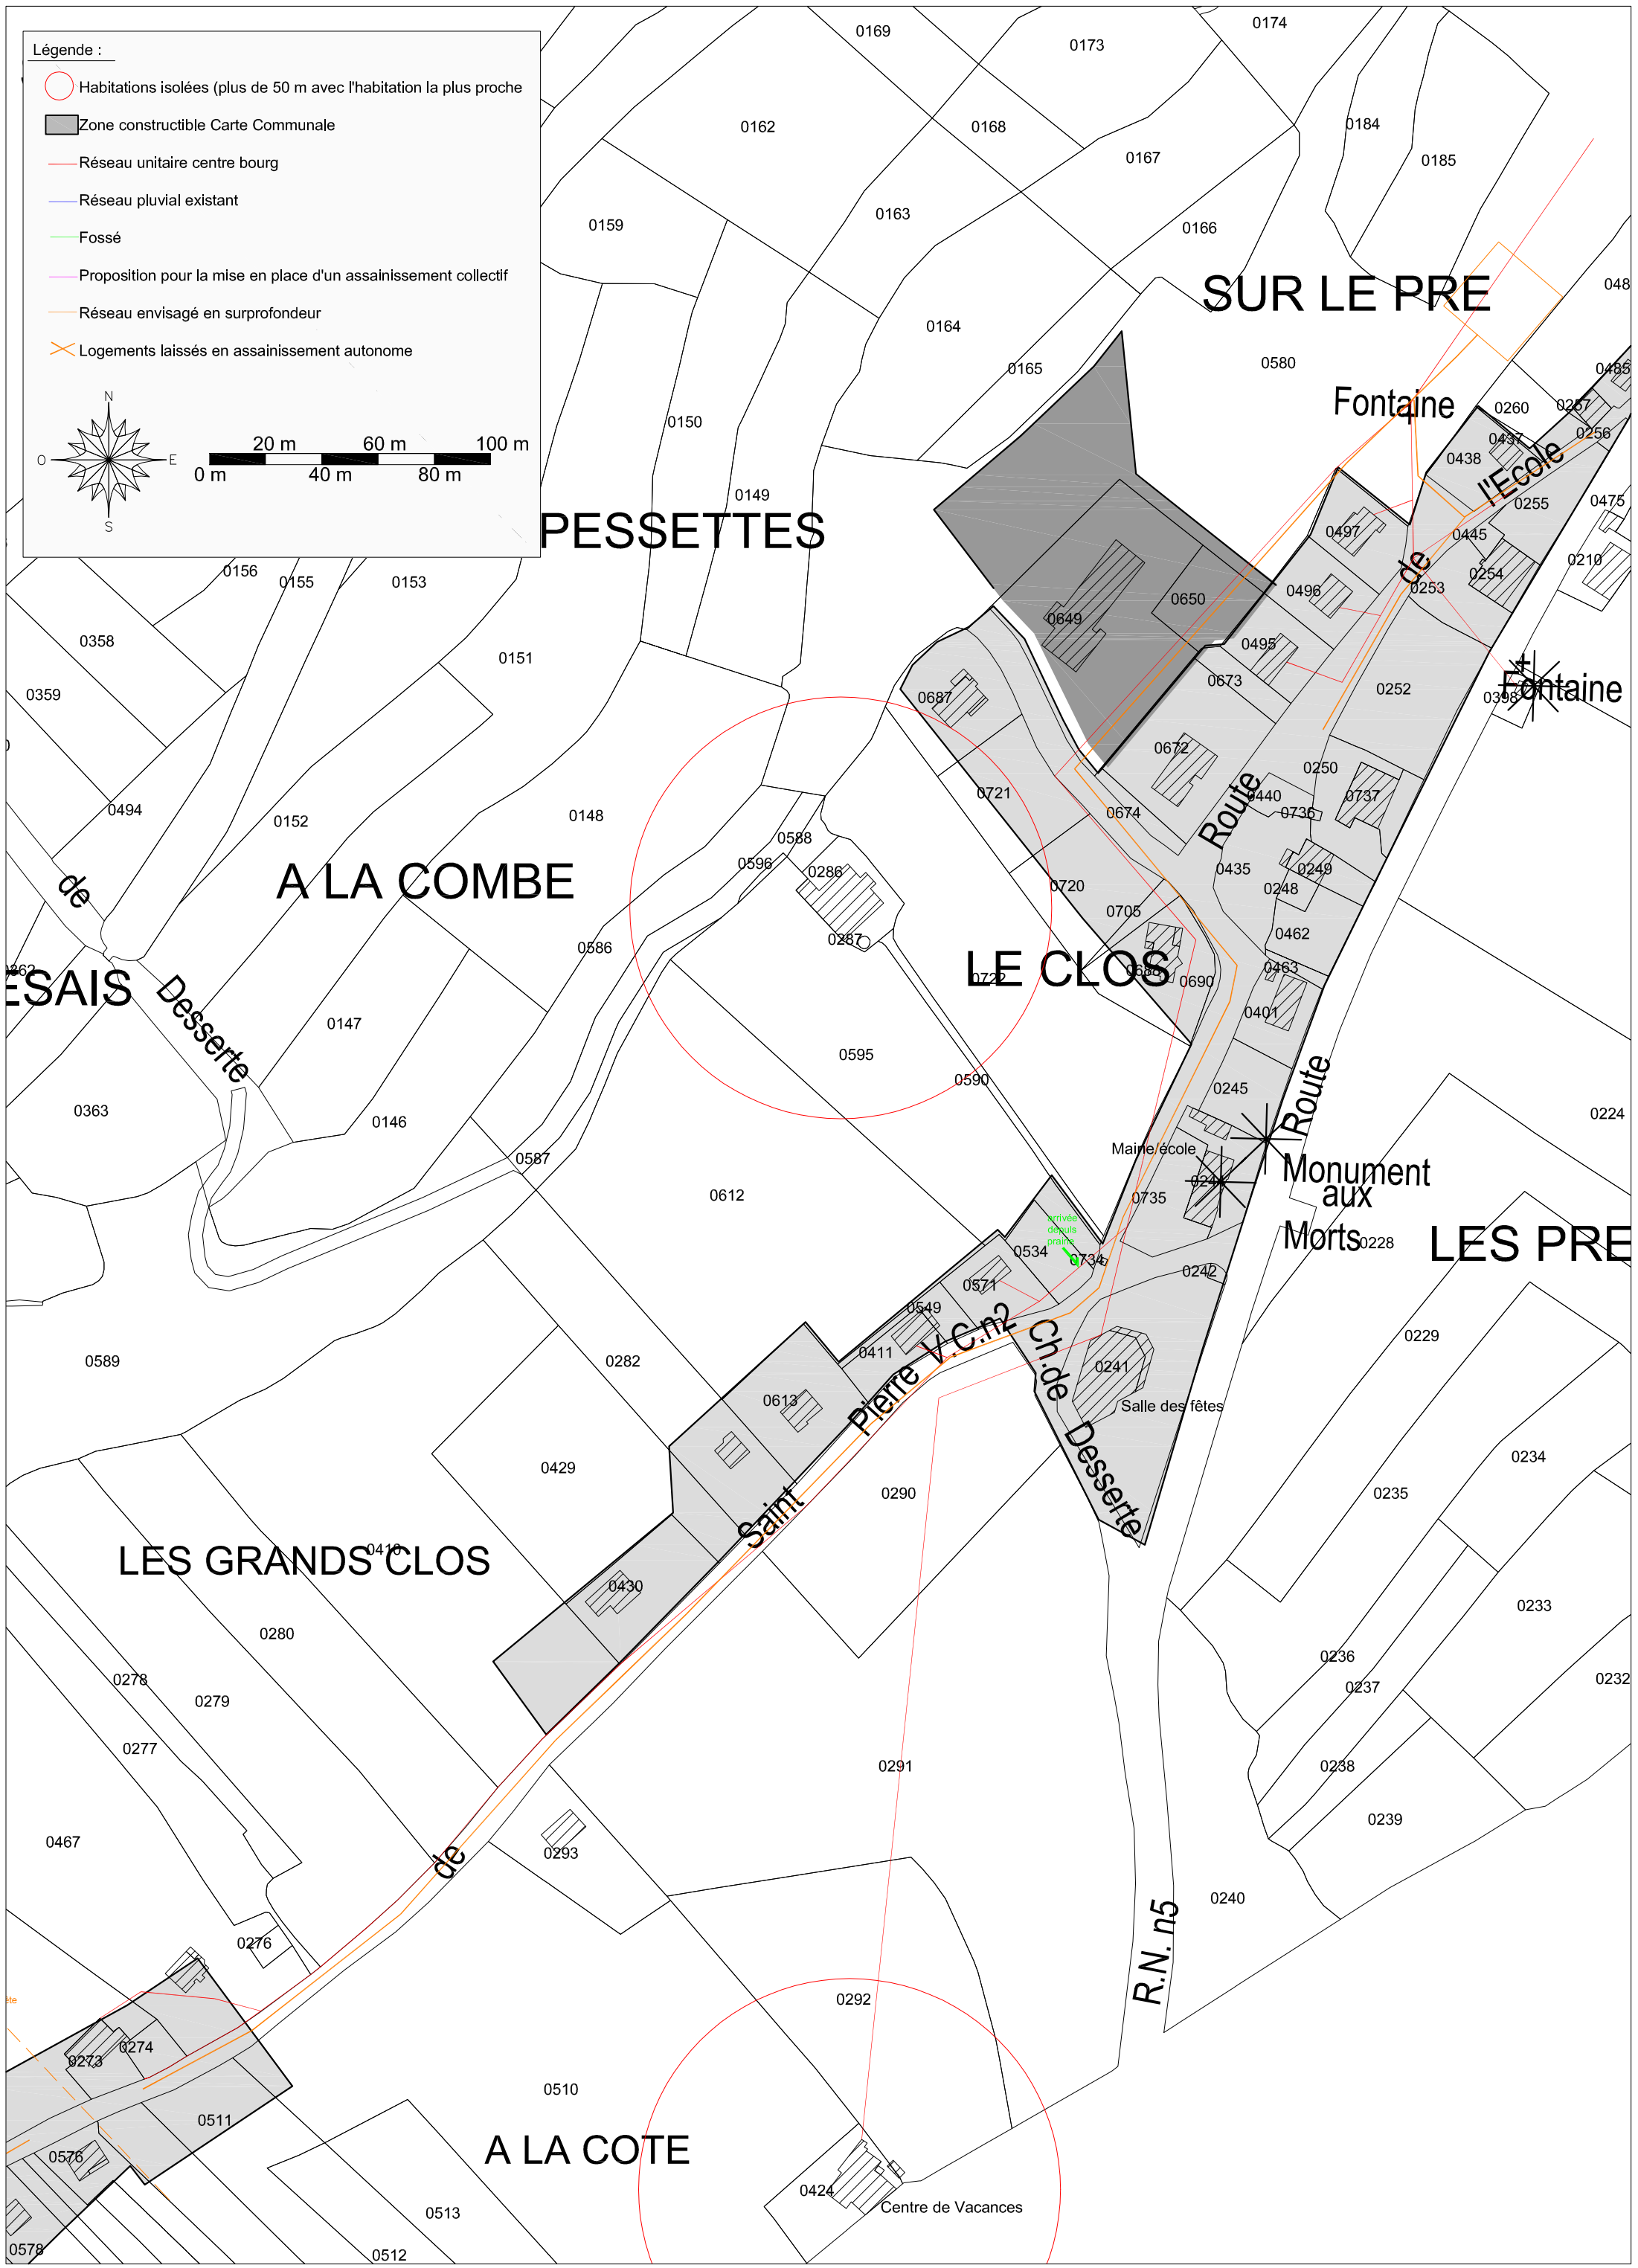 Légende :
Habitations isolées (plus de 50 m avec l'habitation la plus proche
Zone constructible Carte Communale
Réseau unitaire centre bourg
Réseau pluvial existant
Fossé
Proposition pour la mise en place d'un assainissement collectif
Réseau envisagé en surprofondeur
Logements laissés en assainissement autonome
N
O
E
S
20 m
60 m
100 m
0 m
40 m
80 m
0169
0173
0174
0162
0168
0167
0184
0185
0159
0163
0166
0164
0165
SUR LE PRE
048
0580
0485
Fontaine
0260
0257
0256
0150
0149
PESSETTES
0437
0438
l'Ecole
0255
0475
0497
0445
de
0254
0210
0253
0156
0155
0153
0358
0359
0151
0649
0650
0496
0495
0673
0252
0398
Fontaine
0687
0672
0250
0494
0152
0148
0721
0674
Route
0440
0736
0737
0588
0596
0286
0435
0249
0248
0720
0705
A LA COMBE
de
0586
0287
0462
LE CLOS
0722
0688
0690
0463
0401
0362
ESAIS
Desserte
0147
0595
0590
0245
Route
0363
0146
0224
0587
Mairie/école
024
Monument
aux
Morts
0612
0735
arrivée
depuis
prairie
0534
0734
0228
LES PRE
0242
0571
0549
V.C.n2
Ch.de
0589
0282
0411
Pierre
0241
0229
0613
Salle des fêtes
Desserte
0429
0290
Saint
0234
0235
LES GRANDS CLOS
0410
0430
0280
0233
0278
0279
0236
0237
0232
0277
0291
0238
0239
0467
0293
de
0240
R.N. n5
0276
ête
0292
0273
0274
0510
0511
A LA COTE
0576
0424
Centre de Vacances
0513
0578
0512